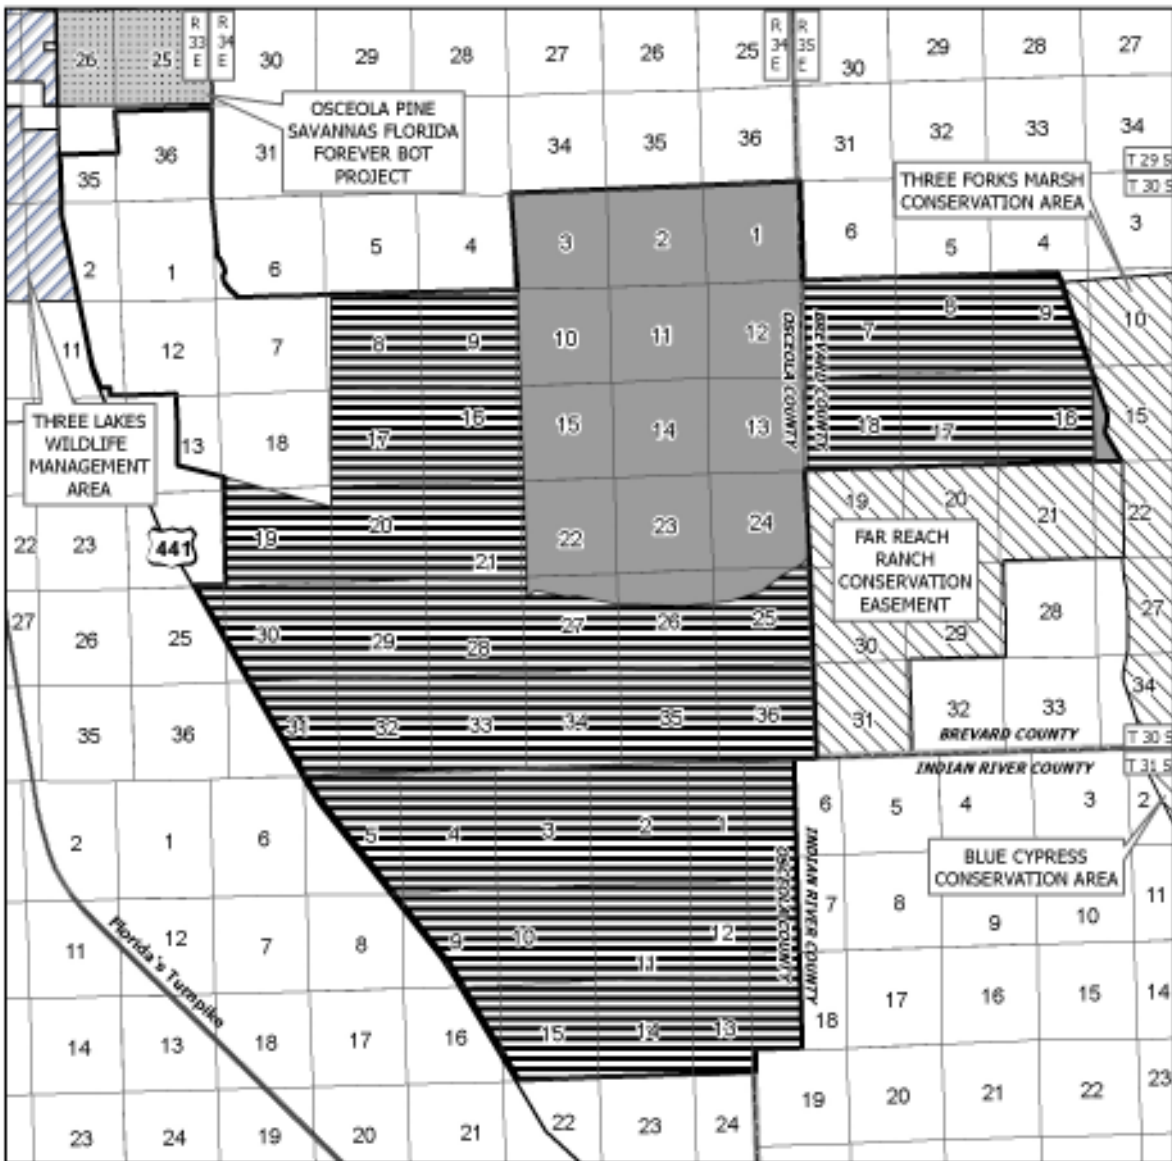 26 25 R 33 E R 34 E 30 29 28 27 26 25 R 34 E R 35 E 30 29 28 27
OSCEOLA PINE
SAVANNAS FLORIDA
FOREVER BOT
PROJECT
35 36 31 34 35 36 31 32 33 34
T 29 S
T 30 S
THREE FORKS MARSH
CONSERVATION AREA
2 1 6 5 4 3 2 1 6 5 4 3
11 12 7 8 9 10 11 12 7 8 9 10
OSCEOLA COUNTY
BREVARD COUNTY
THREE LAKES
WILDLIFE
MANAGEMENT
AREA
13 18 17 16 15 14 13 18 17 16 15
22 23 441 19 20 21 22 23 24 19 20 21 22
FAR REACH
RANCH
CONSERVATION
EASEMENT
27 26 25 30 29 28 27 26 25 30 29 28 27
35 36 31 32 33 34 35 36 31 32 33 34
BREVARD COUNTY
T 30 S
INDIAN RIVER COUNTY
T 31 S
2 1 6 5 4 3 2 1 6 5 4 3 2
OSCEOLA COUNTY
INDIAN RIVER COUNTY
BLUE CYPRESS
CONSERVATION AREA
11 12 7 8 9 10 11 12 7 8 9 10 11
Florida's Turnpike
14 13 18 17 16 15 14 13 18 17 16 15 14
23 24 19 20 21 22 23 24 19 20 21 22 23